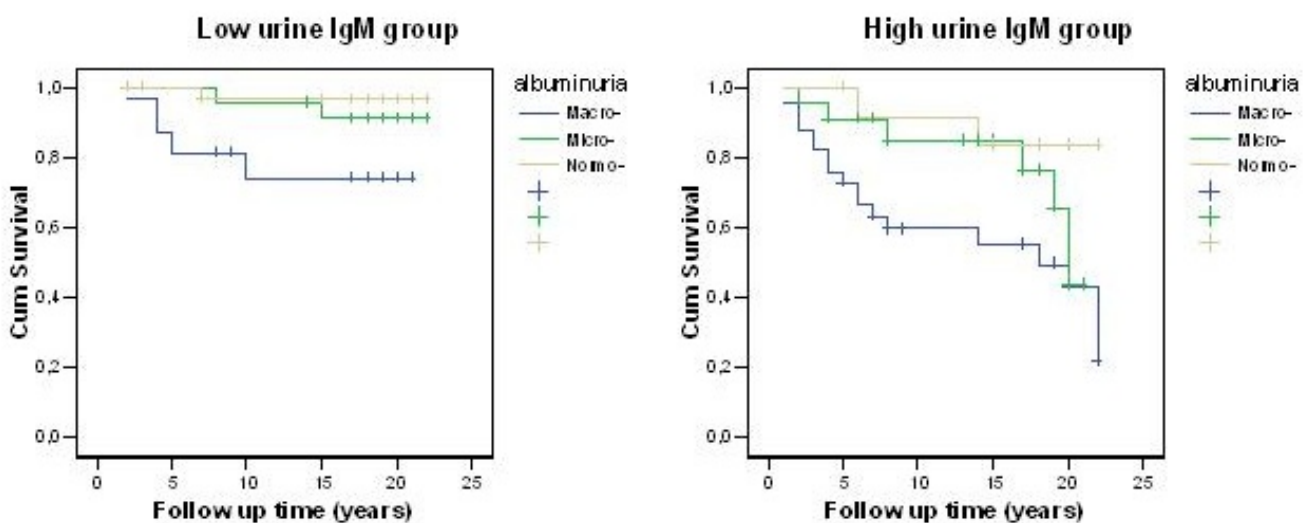 Low urine IgM group
1,0
0,8
0,6
0,4
0,2
0,0
Cum Survival
0 5 10 15 20 25
Follow up time (years)
albuminuria
Macro-
Micro-
Normo-
High urine IgM group
1,0
0,8
0,6
0,4
0,2
0,0
Cum Survival
0 5 10 15 20 25
Follow up time (years)
albuminuria
Macro-
Micro-
Normo-